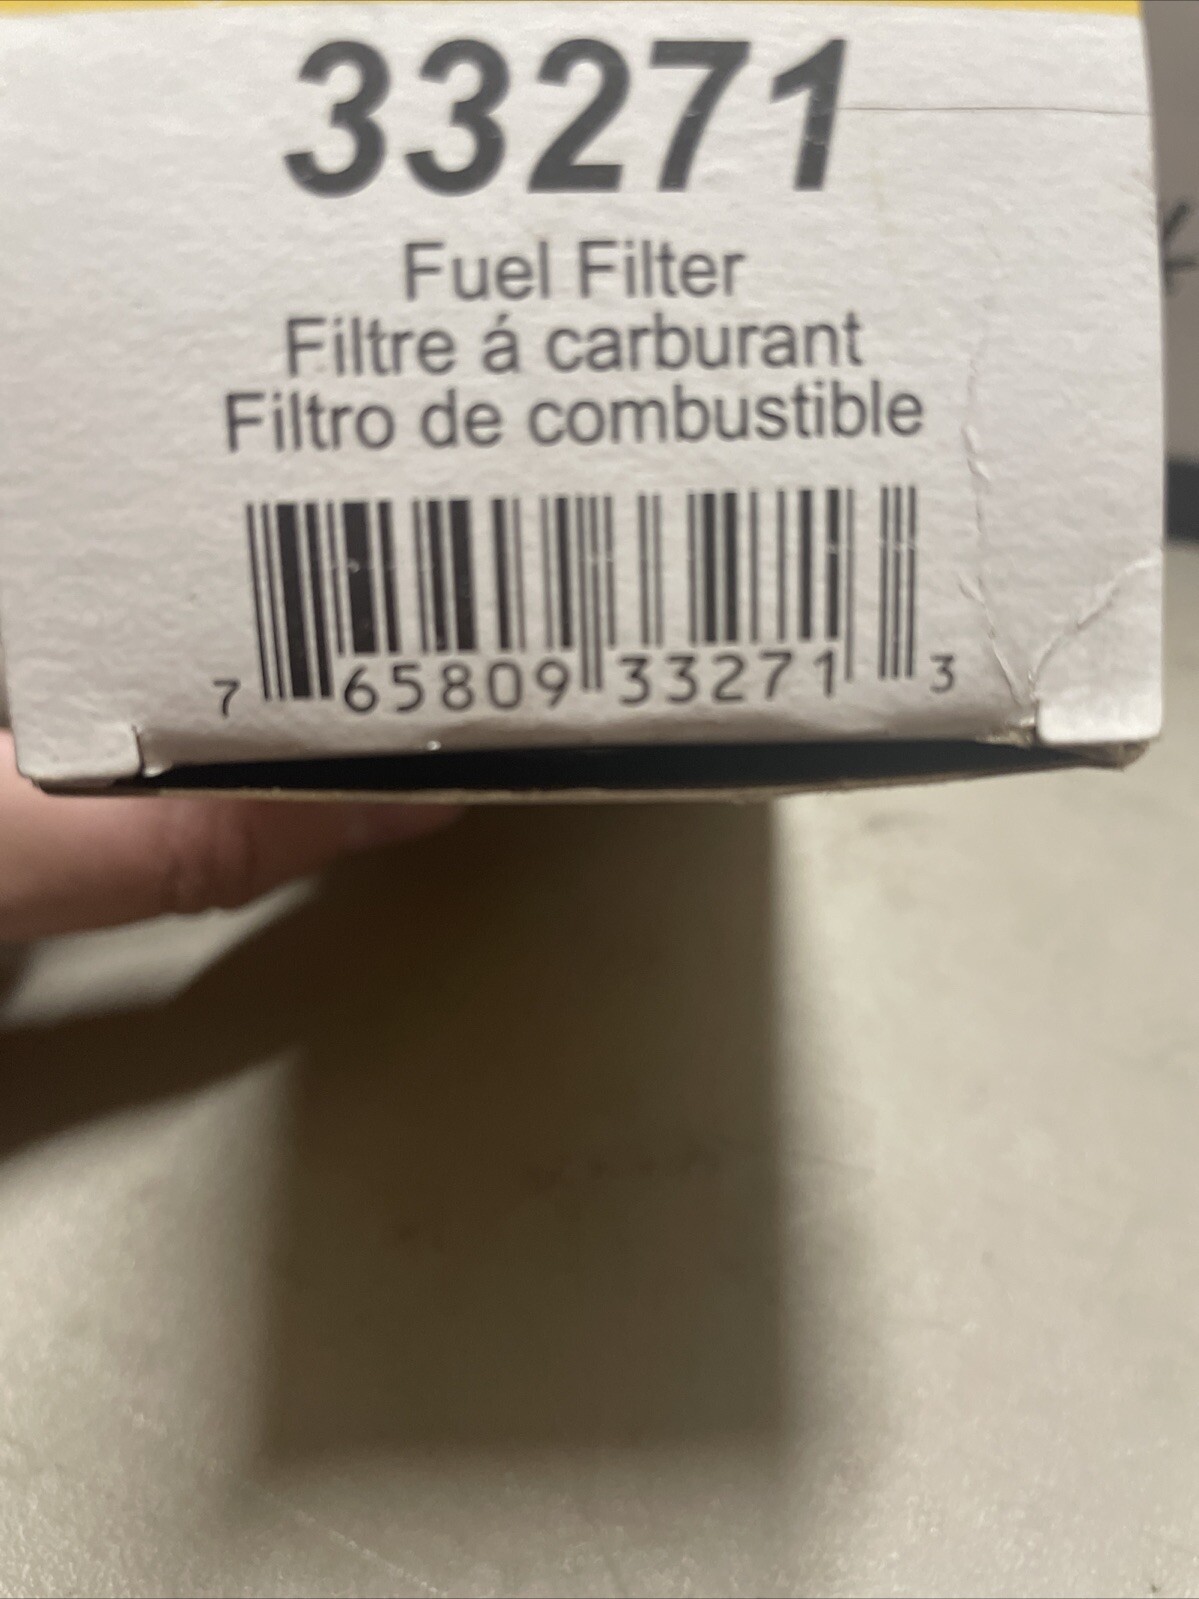 33271
Fuel Filter
Filtre á carburant
Filtro de combustible
7 65809 33271 3